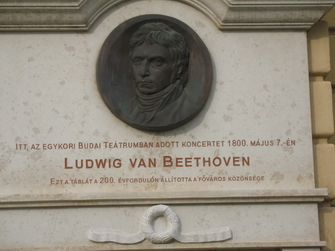 ITT, AZ EGYKORI BUDAI TEÁTRUMBAN ADOTT KONCERTET 1800. MÁJUS 7.-ÉN
LUDWIG VAN BEETHOVEN
EZT A TÁBLÁT A 200. ÉVFORDULÓN ÁLLÍTOTTA A FŐVÁROS KÖZÖNSÉGE